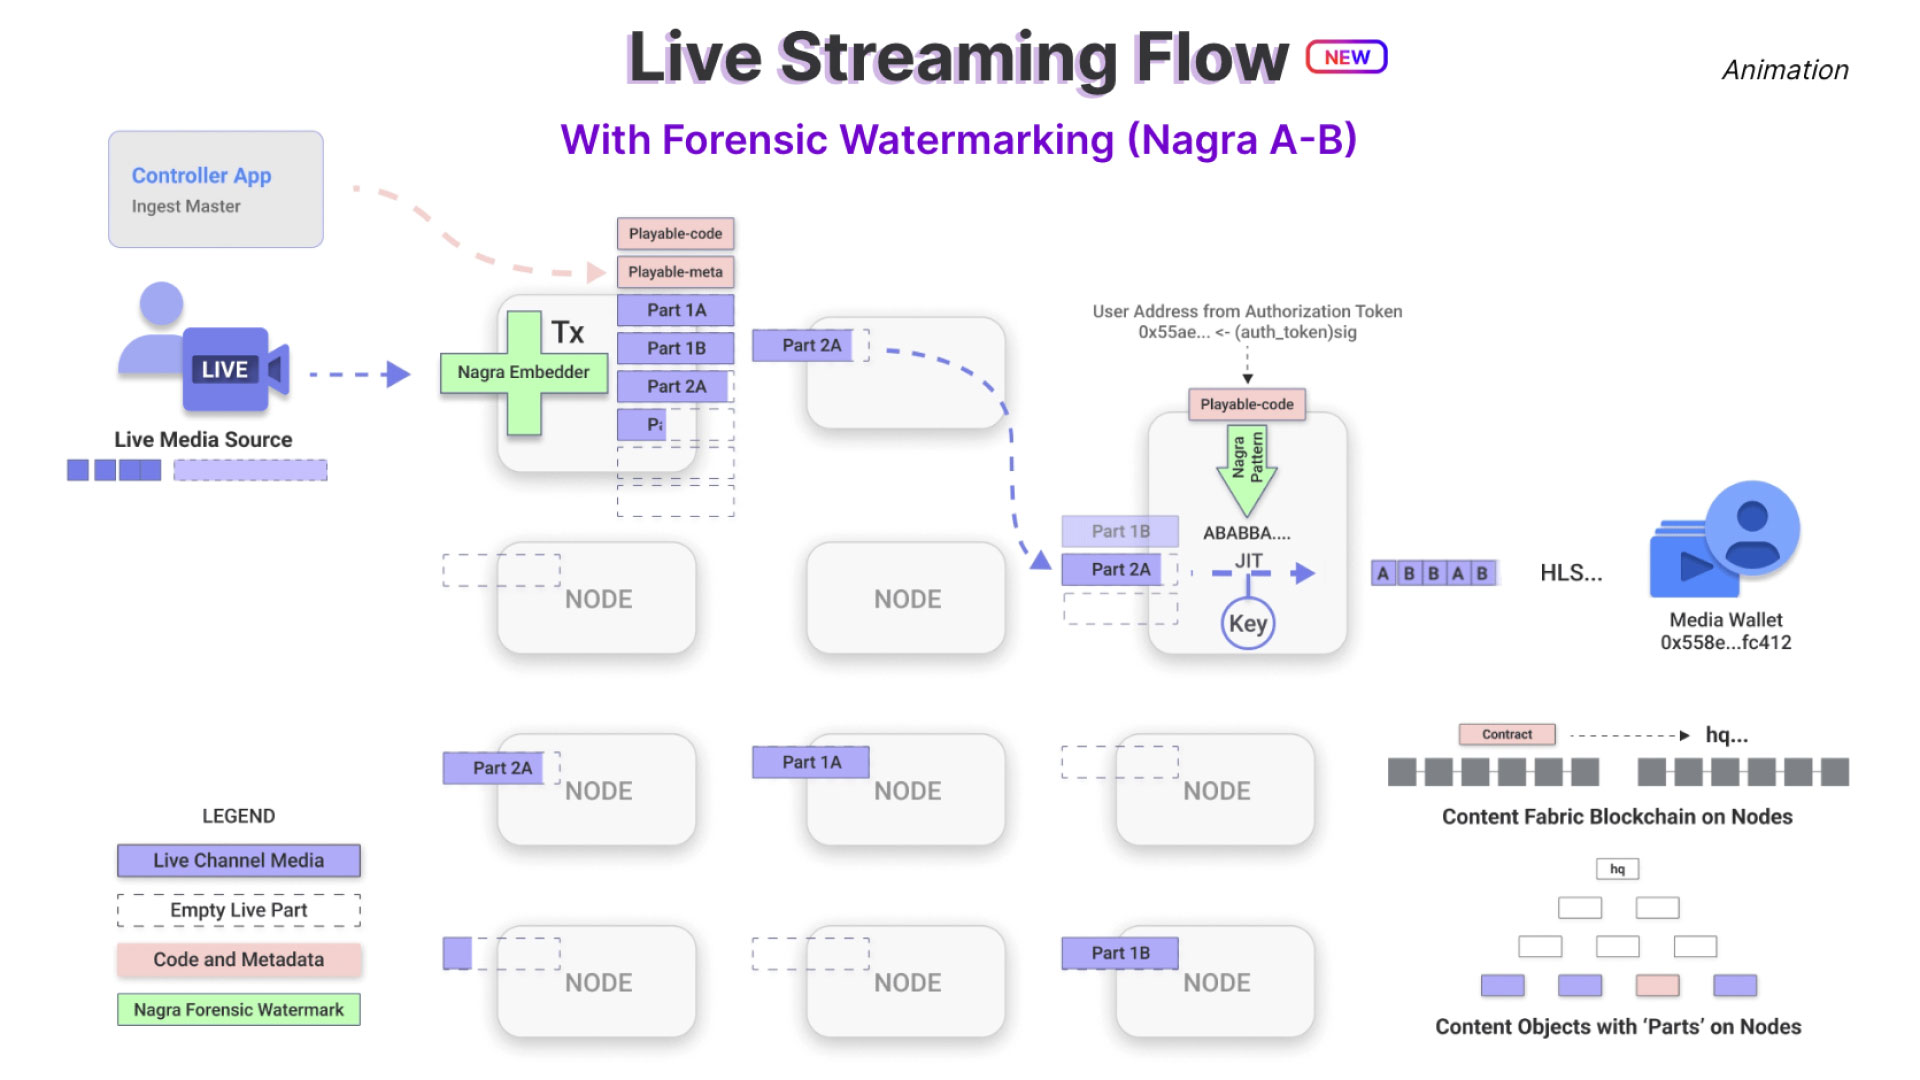 Live Streaming Flow
NEW
Animation
With Forensic Watermarking (Nagra A-B)
Controller App
Ingest Master
LIVE
Live Media Source
Playable-code
Playable-meta
Part 1A
Part 1B
Part 2A
Tx
Nagra Embedder
Part 2A
User Address from Authorization Token
0x55ae... <- (auth_token)sig
Playable-code
Nagra
Pattern
Part 1B
Part 2A
ABABBA....
JIT
Key
A B B A B
HLS...
Media Wallet
0x558e...fc412
NODE
NODE
Part 2A
NODE
Part 1A
NODE
NODE
NODE
NODE
Part 1B
NODE
Contract
hq...
Content Fabric Blockchain on Nodes
hq
Content Objects with ‘Parts’ on Nodes
LEGEND
Live Channel Media
Empty Live Part
Code and Metadata
Nagra Forensic Watermark